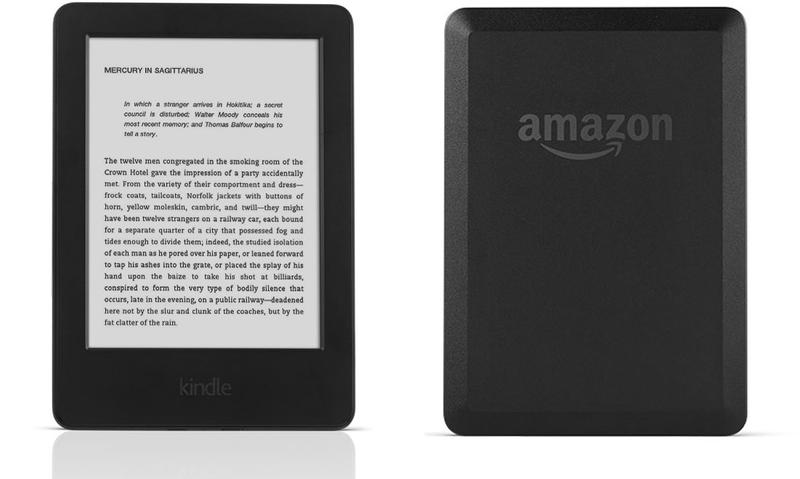 MERCURY IN SAGITTARIUS
In which a stranger arrives in Hokitika; a secret
council is disturbed; Walter Moody conceals his
most recent memory; and Thomas Balfour begins to
tell a story.
The twelve men congregated in the smoking room of the
Crown Hotel gave the impression of a party accidentally
met. From the variety of their comportment and dress—
frock coats, tailcoats, Norfolk jackets with buttons of
horn, yellow moleskin, cambric, and twill—they might
have been twelve strangers on a railway car, each bound
for a separate quarter of a city that possessed fog and
tides enough to divide them; indeed, the studied isolation
of each man as he pored over his paper, or leaned forward
to tap his ashes into the grate, or placed the splay of his
hand upon the baize to take his shot at billiards,
conspired to form the very type of bodily silence that
occurs, late in the evening, on a public railway—deadened
here not by the slur and clunk of the coaches, but by the
fat clatter of the rain.
kindle
amazon